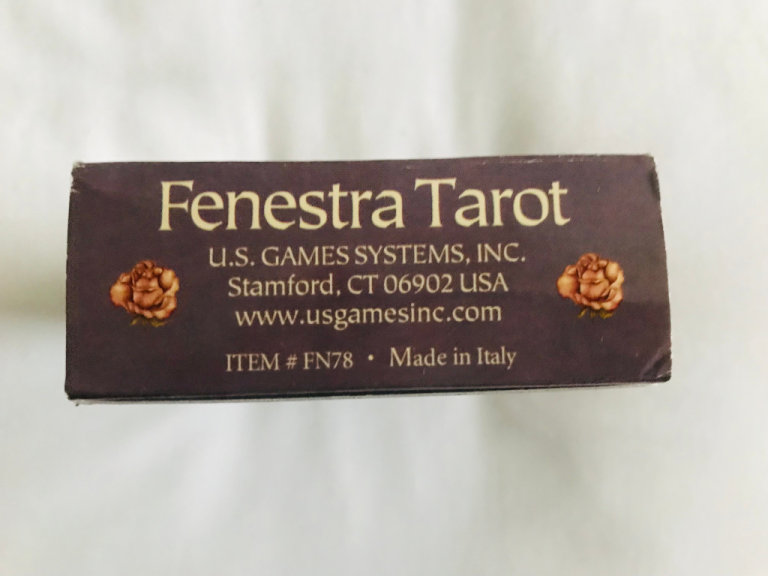 Fenestra Tarot
U.S. GAMES SYSTEMS, INC.
Stamford, CT 06902 USA
www.usgamesinc.com
ITEM # FN78 • Made in Italy